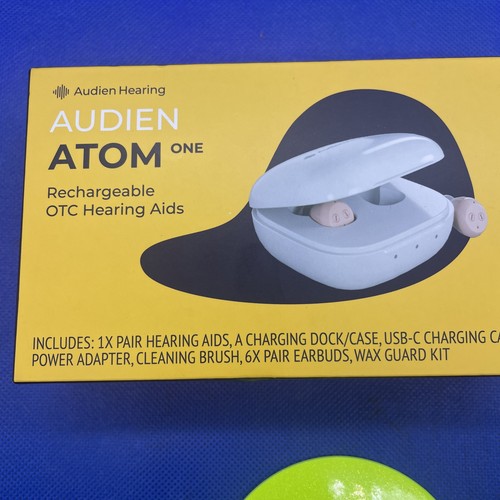 Audien Hearing
AUDIEN
ATOM ONE
Rechargeable
OTC Hearing Aids
INCLUDES: 1X PAIR HEARING AIDS, A CHARGING DOCK/CASE, USB-C CHARGING CA
POWER ADAPTER, CLEANING BRUSH, 6X PAIR EARBUDS, WAX GUARD KIT